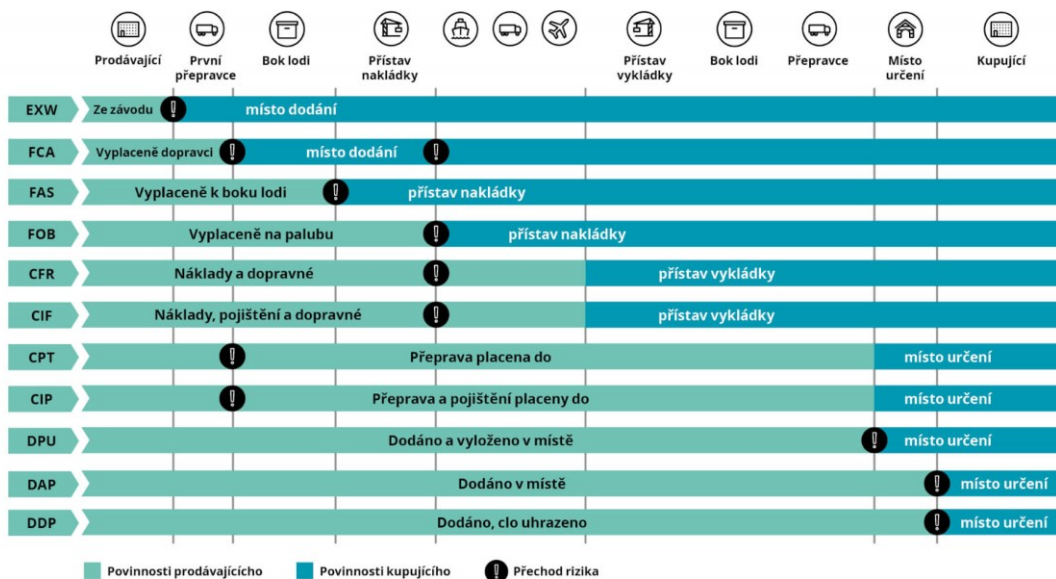 Prodávající
První
přepravce
Bok lodi
Přístav
nakládky
Přístav
vykládky
Bok lodi
Přepravce
Místo
určení
Kupující
EXW Ze závodu místo dodání
FCA Vyplaceně dopravci místo dodání
FAS Vyplaceně k boku lodi přístav nakládky
FOB Vyplaceně na palubu přístav nakládky
CFR Náklady a dopravné přístav vykládky
CIF Náklady, pojištění a dopravné přístav vykládky
CPT Přeprava placena do místo určení
CIP Přeprava a pojištění placeny do místo určení
DPU Dodáno a vyloženo v místě místo určení
DAP Dodáno v místě místo určení
DDP Dodáno, clo uhrazeno místo určení
Povinnosti prodávajícícho Povinnosti kupujícího Přechod rizika